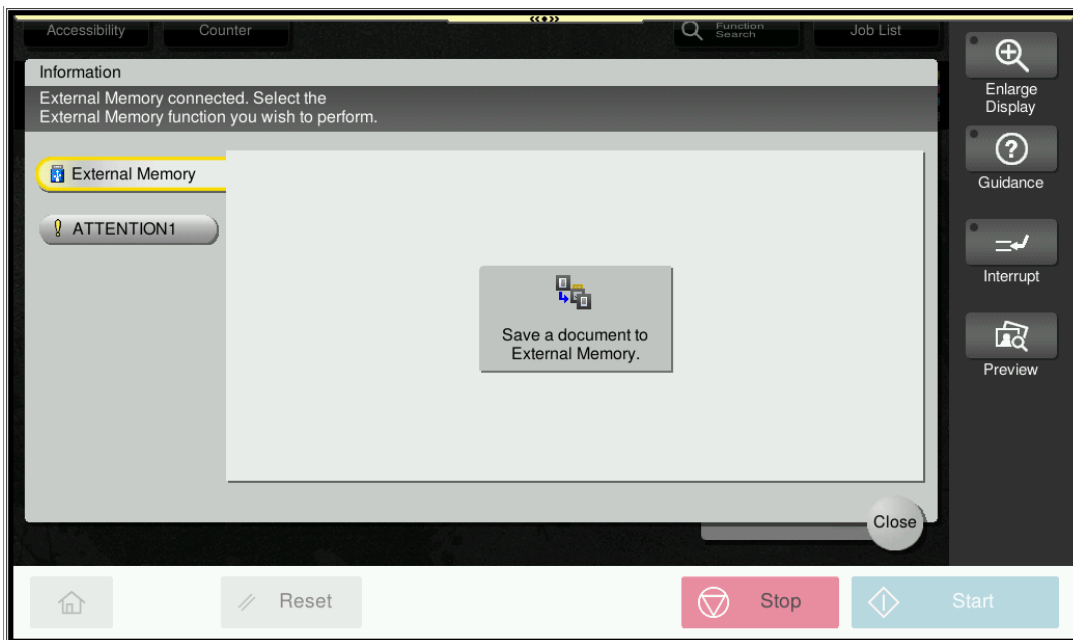 Accessibility
Counter
Function
Search
Job List
Information
External Memory connected. Select the
External Memory function you wish to perform.
External Memory
ATTENTION1
Save a document to
External Memory.
Close
Enlarge
Display
Guidance
Interrupt
Preview
Reset
Stop
Start